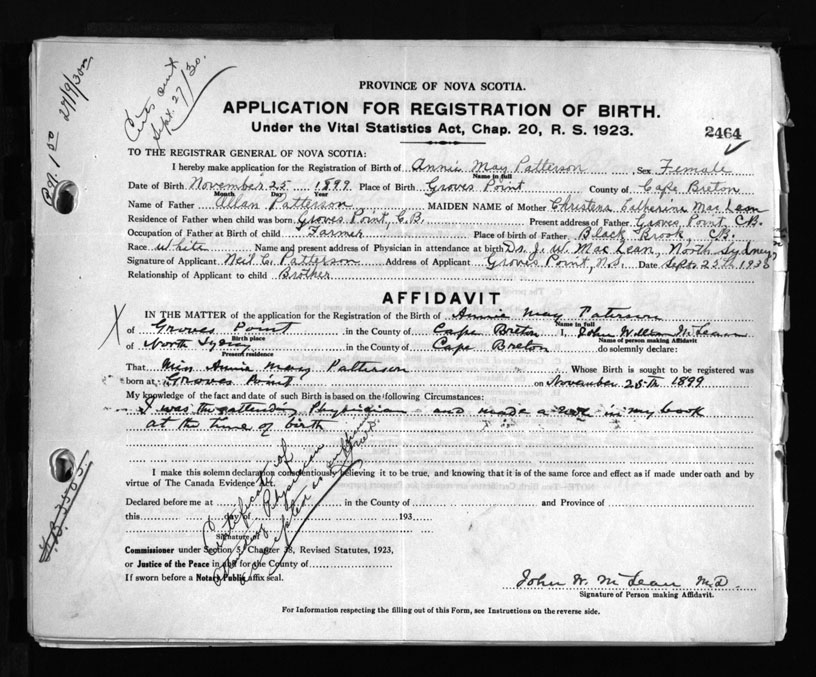 Certs out
Sept. 27/30.
27/9/30
PROVINCE OF NOVA SCOTIA.
APPLICATION FOR REGISTRATION OF BIRTH.
Under the Vital Statistics Act, Chap. 20, R. S. 1923.
2464
TO THE REGISTRAR GENERAL OF NOVA SCOTIA:
I hereby make application for the Registration of Birth of Annie May Patterson Sex Female
Name in full
Date of Birth November 25 1899 Place of Birth Groves Point County of Cape Breton
Month Day Year
Name of Father Allan Patterson MAIDEN NAME of Mother Christena Catherine MacLean
Residence of Father when child was born Groves Point, C.B. Present address of Father Groves Point C.B.
Occupation of Father at Birth of child Farmer Place of birth of Father Black Brook, C.B.
Race White Name and present address of Physician in attendance at birth Dr. J. W. MacLean, North Sydney
Signature of Applicant Neil C. Patterson Address of Applicant Groves Point, N.S. Date Sept. 25th 1930
Relationship of Applicant to child Brother
AFFIDAVIT
IN THE MATTER of the application for the Registration of the Birth of Annie May Paterson
Name in full
of Groves Point in the County of Cape Breton I, John William McLean
Birth place Name of person making Affidavit
of North Sydney in the County of Cape Breton do solemnly declare:
Present residence
That Miss Annie May Patterson Whose Birth is sought to be registered was
born at Groves Point on November 25th 1899
My knowledge of the fact and date of such Birth is based on the following Circumstances:
I was the attending Physician and made a note in my book
at the time of birth
I make this solemn declaration conscientiously believing it to be true, and knowing that it is of the same force and effect as if made under oath and by
virtue of The Canada Evidence Act.
Declared before me at in the County of and Province of
this day of 193
Signature of
Certificate of
attending Physician
accepted as
Commissioner under Section 5, Chapter 38, Revised Statutes, 1923,
or Justice of the Peace in and for the County of
If sworn before a Notary Public affix seal.
John W. McLean M.D.
Signature of Person making Affidavit.
For Information respecting the filling out of this Form, see Instructions on the reverse side.